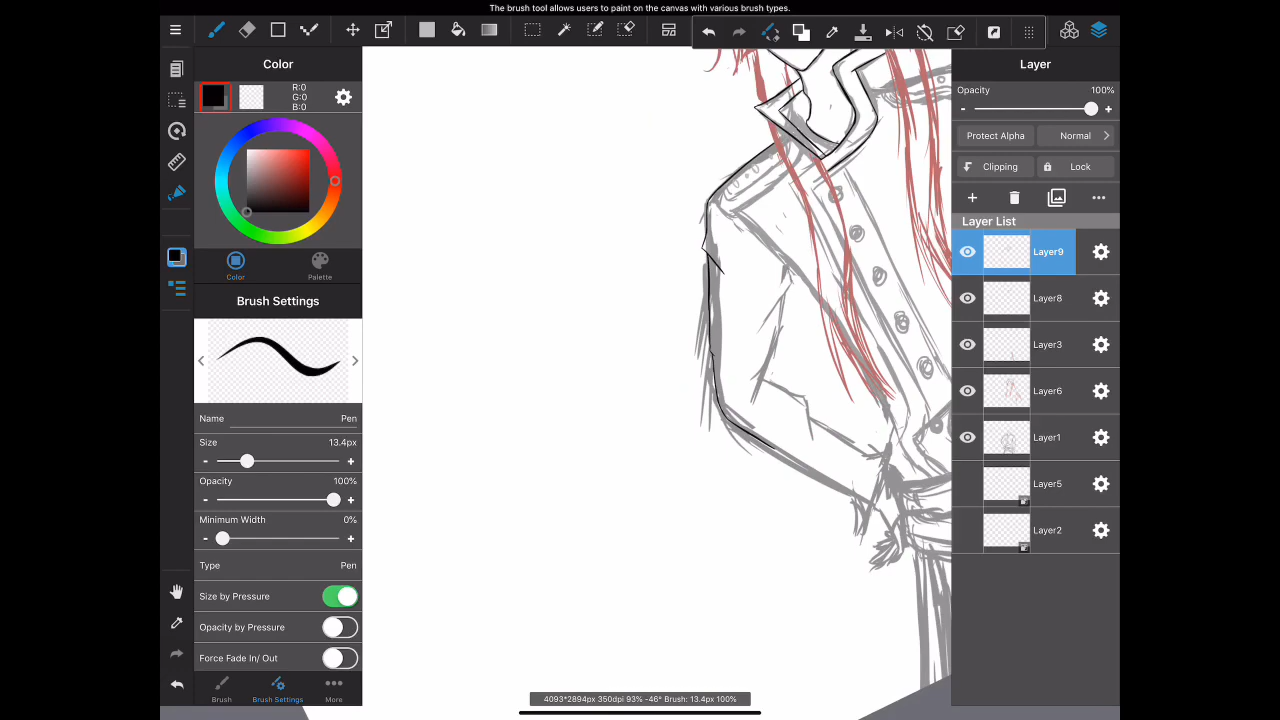 The brush tool allows users to paint on the canvas with various brush types.
Color
R:0
G:0
B:0
Color
Palette
Brush Settings
Name Pen
Size 13.4px
- +
Opacity 100%
- +
Minimum Width 0%
- +
Type Pen
Size by Pressure
Opacity by Pressure
Force Fade In/ Out
Brush
Brush Settings
More
4093*2894px 350dpi 93% -46° Brush: 13.4px 100%
Layer
Opacity 100%
- +
Protect Alpha
Normal
Clipping
Lock
Layer List
Layer9
Layer8
Layer3
Layer6
Layer1
Layer5
Layer2